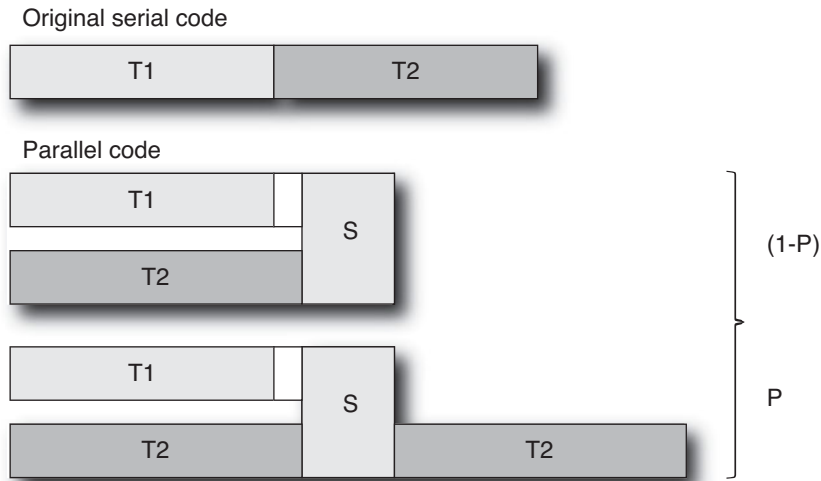 Original serial code
T1 T2
Parallel code
T1
S
(1-P)
T2
T1
S
P
T2 T2